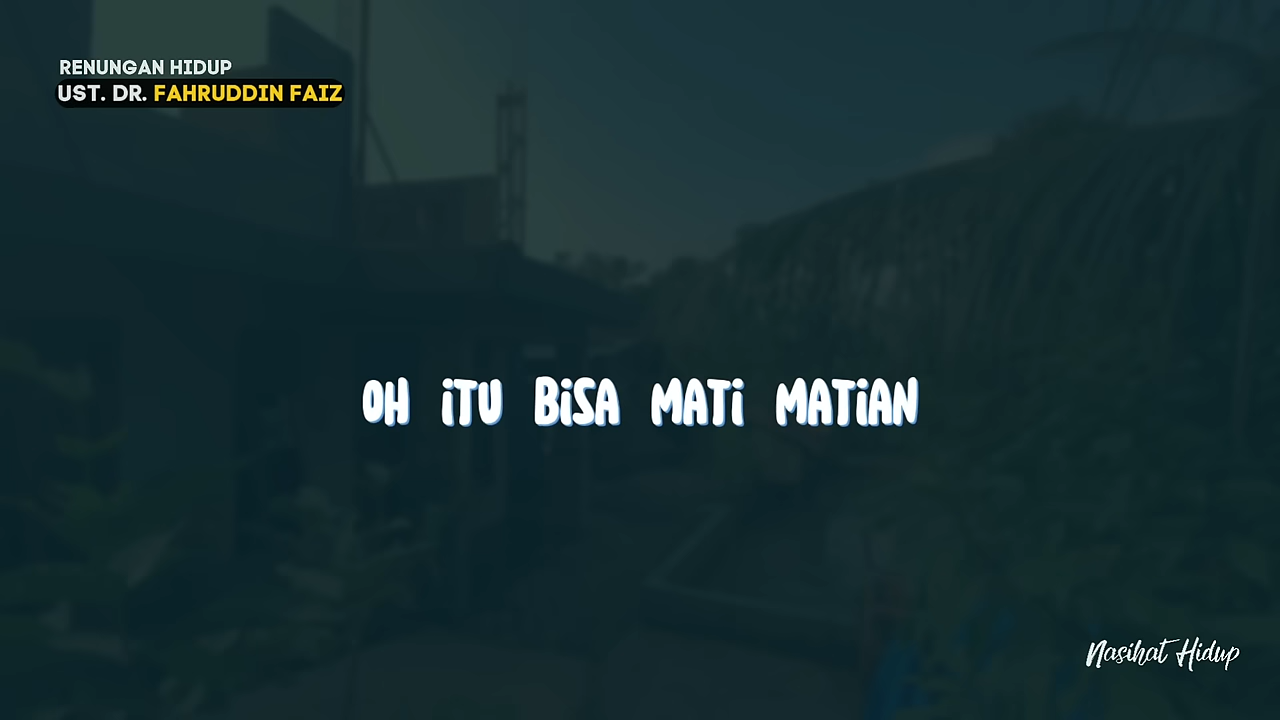 RENUNGAN HIDUP
UST. DR. FAHRUDDIN FAIZ
OH iTU BiSA MATi MATiAN
Nasihat Hidup